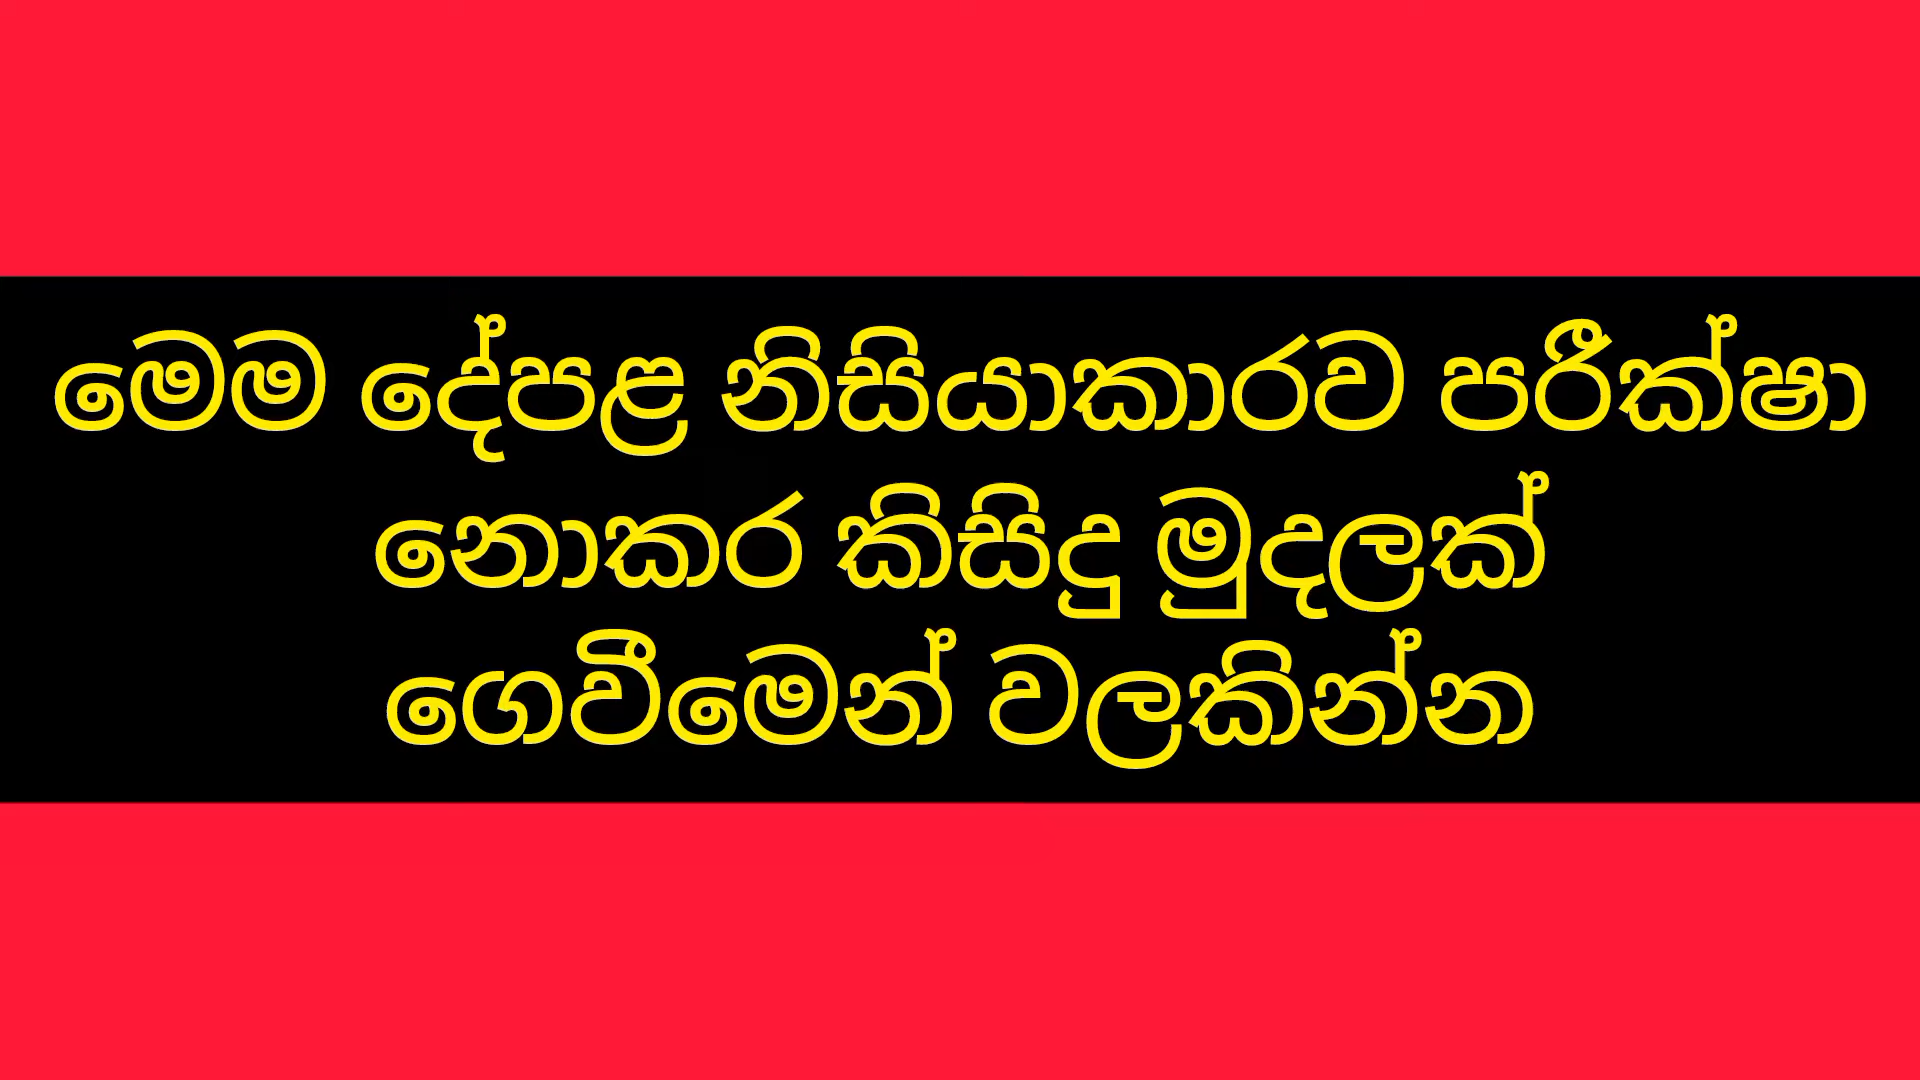 මෙම දේපළ නිසියාකාරව පරීක්ෂා
නොකර කිසිදු මුදලක්
ගෙවීමෙන් වලකින්න